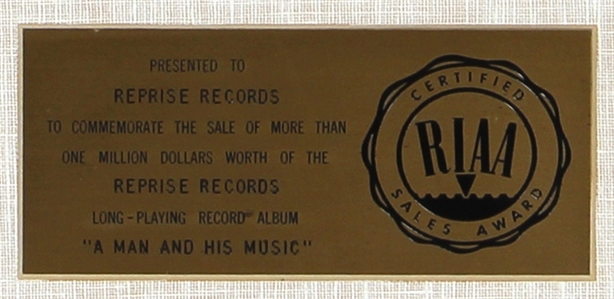 PRESENTED TO
REPRISE RECORDS
TO COMMEMORATE THE SALE OF MORE THAN
ONE MILLION DOLLARS WORTH OF THE
REPRISE RECORDS
LONG-PLAYING RECORD ALBUM
"A MAN AND HIS MUSIC"
CERTIFIED
RIAA
SALES AWARD